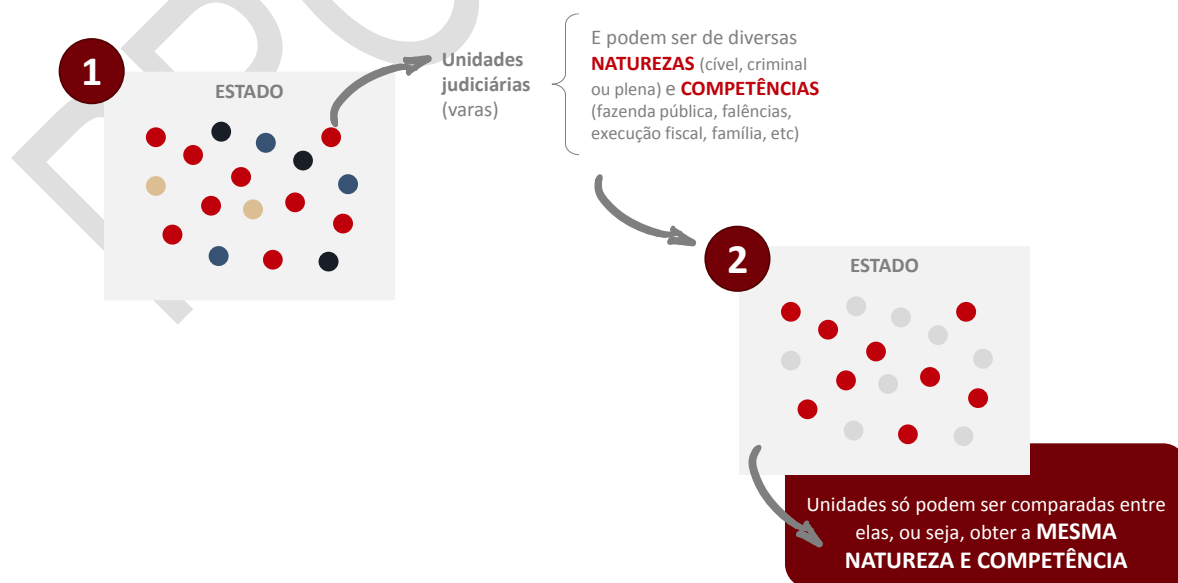 1
ESTADO
Unidades
judiciárias
(varas)
E podem ser de diversas
NATUREZAS (cível, criminal
ou plena) e COMPETÊNCIAS
(fazenda pública, falências,
execução fiscal, família, etc)
2
ESTADO
Unidades só podem ser comparadas entre
elas, ou seja, obter a MESMA
NATUREZA E COMPETÊNCIA